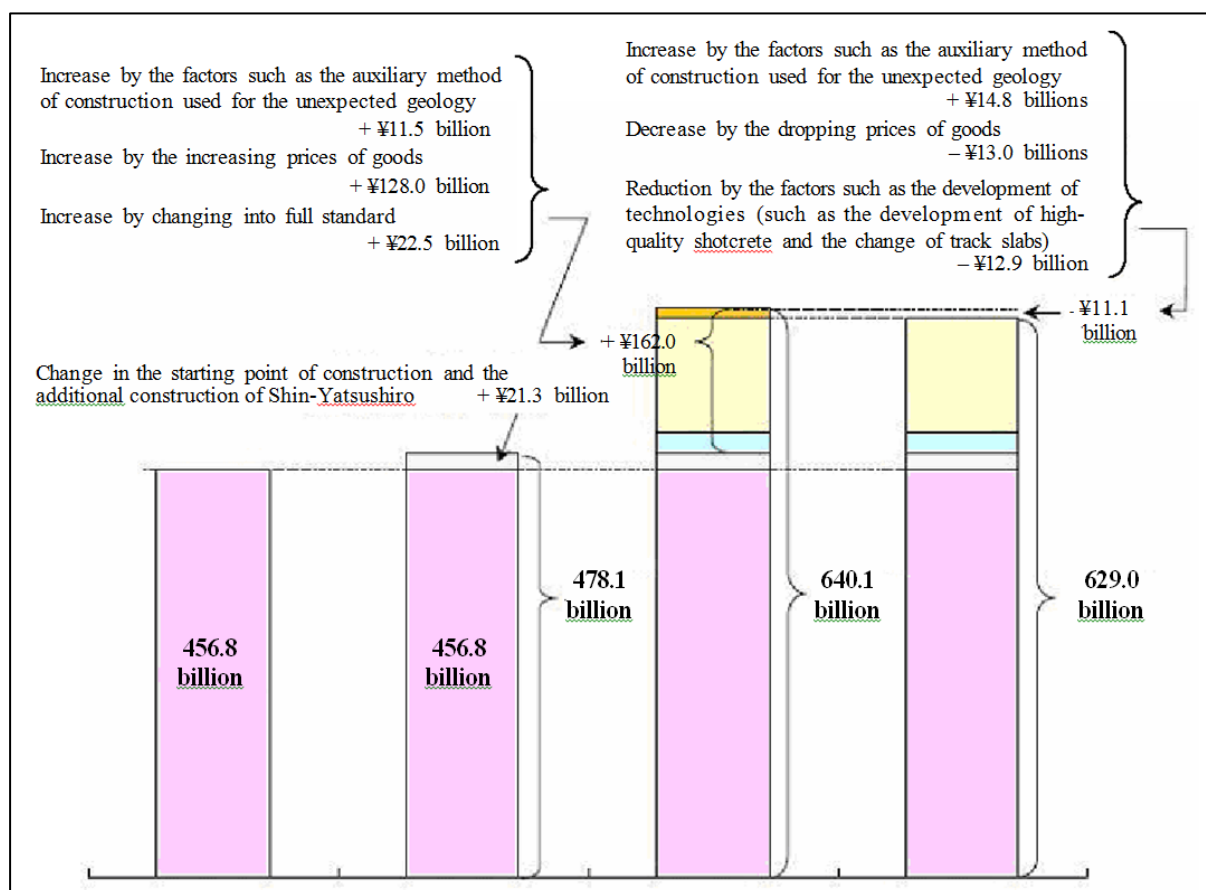 Increase by the factors such as the auxiliary method
of construction used for the unexpected geology
+ ¥11.5 billion
Increase by the increasing prices of goods
+ ¥128.0 billion
Increase by changing into full standard
+ ¥22.5 billion
Increase by the factors such as the auxiliary method
of construction used for the unexpected geology
+ ¥14.8 billions
Decrease by the dropping prices of goods
– ¥13.0 billions
Reduction by the factors such as the development of
technologies (such as the development of high-
quality shotcrete and the change of track slabs)
– ¥12.9 billion
- ¥11.1
billion
+ ¥162.0
billion
Change in the starting point of construction and the
additional construction of Shin-Yatsushiro + ¥21.3 billion
456.8
billion
456.8
billion
478.1
billion
640.1
billion
629.0
billion